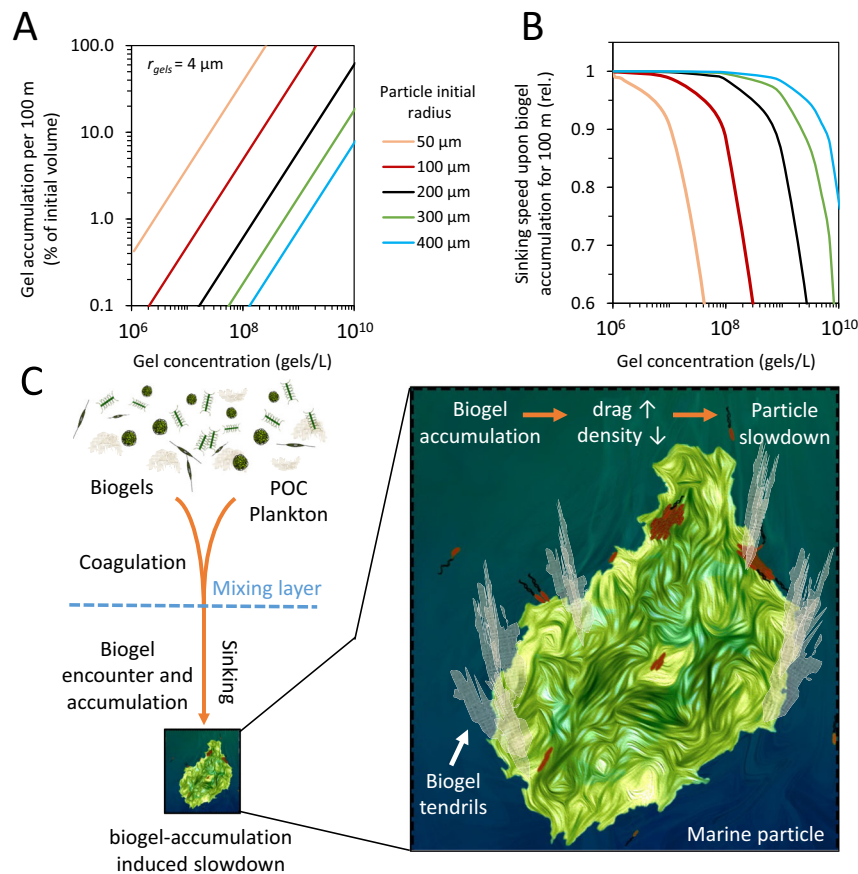 A
B
100.0
10.0
1.0
0.1
r_gels = 4 µm
Gel accumulation per 100 m
(% of initial volume)
10^6
10^8
10^10
Gel concentration (gels/L)
Particle initial
radius
50 µm
100 µm
200 µm
300 µm
400 µm
1
0.9
0.8
0.7
0.6
Sinking speed upon biogel
accumulation for 100 m (rel.)
10^6
10^8
10^10
Gel concentration (gels/L)
C
Biogels
POC
Plankton
Coagulation
Mixing layer
Biogel
encounter and
accumulation
Sinking
biogel-accumulation
induced slowdown
Biogel
accumulation
drag ↑
density ↓
Particle
slowdown
Biogel
tendrils
Marine particle